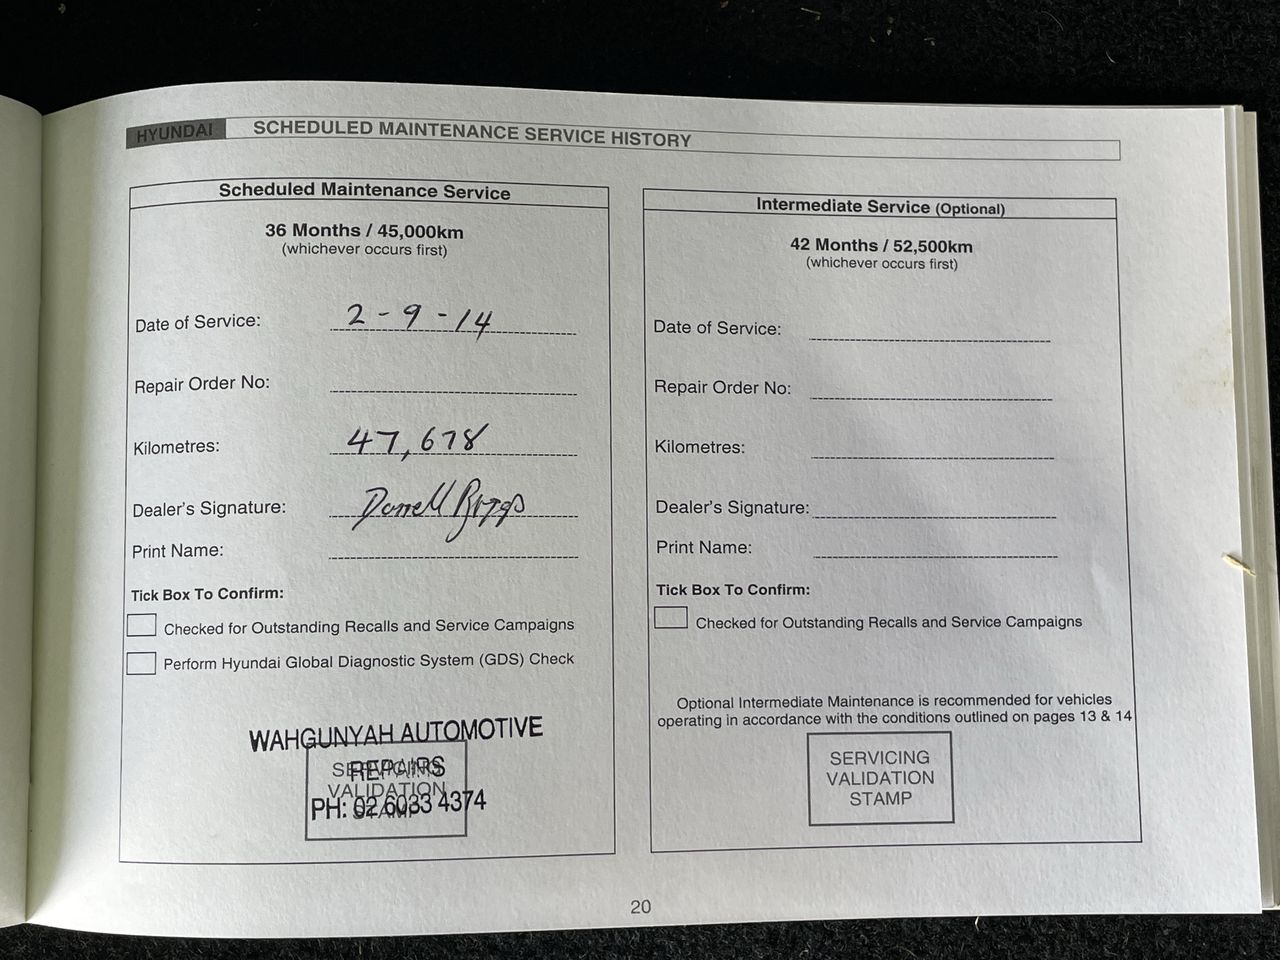 HYUNDAI SCHEDULED MAINTENANCE SERVICE HISTORY
Scheduled Maintenance Service
36 Months / 45,000km
(whichever occurs first)
Date of Service: 2 - 9 - 14
Repair Order No:
Kilometres: 47,678
Dealer's Signature: Darrell Briggs
Print Name:
Tick Box To Confirm:
Checked for Outstanding Recalls and Service Campaigns
Perform Hyundai Global Diagnostic System (GDS) Check
WAHGUNYAH AUTOMOTIVE
REPAIRS
PH: 02 6033 4374
SERVICING
VALIDATION
STAMP
Intermediate Service (Optional)
42 Months / 52,500km
(whichever occurs first)
Date of Service:
Repair Order No:
Kilometres:
Dealer's Signature:
Print Name:
Tick Box To Confirm:
Checked for Outstanding Recalls and Service Campaigns
Optional Intermediate Maintenance is recommended for vehicles
operating in accordance with the conditions outlined on pages 13 & 14
SERVICING
VALIDATION
STAMP
20